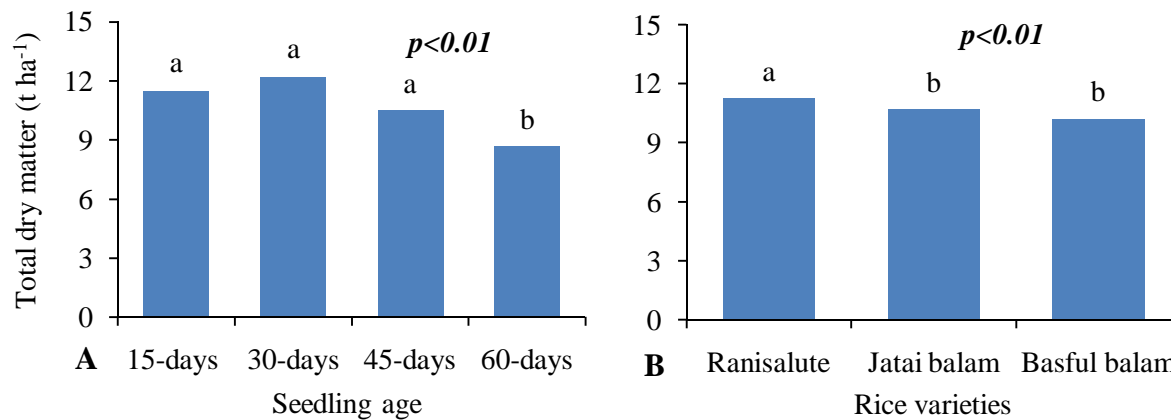 Total dry matter (t ha⁻¹)
15
12
9
6
3
0
p<0.01
a
a
a
b
A
15-days 30-days 45-days 60-days
Seedling age
15
12
9
6
3
0
p<0.01
a
b
b
B
Ranisalute Jatai balam Basful balam
Rice varieties